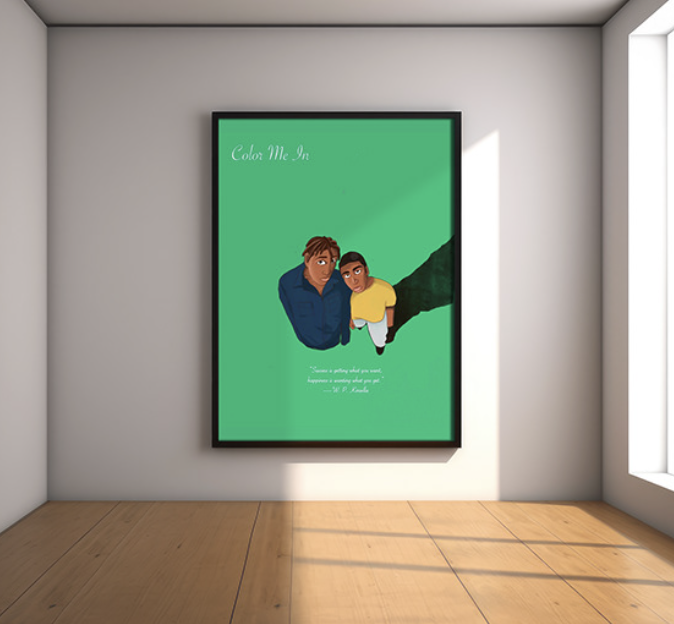 Color Me In
"Success is getting what you want,
happiness is wanting what you get."
— W. P. Kinsella